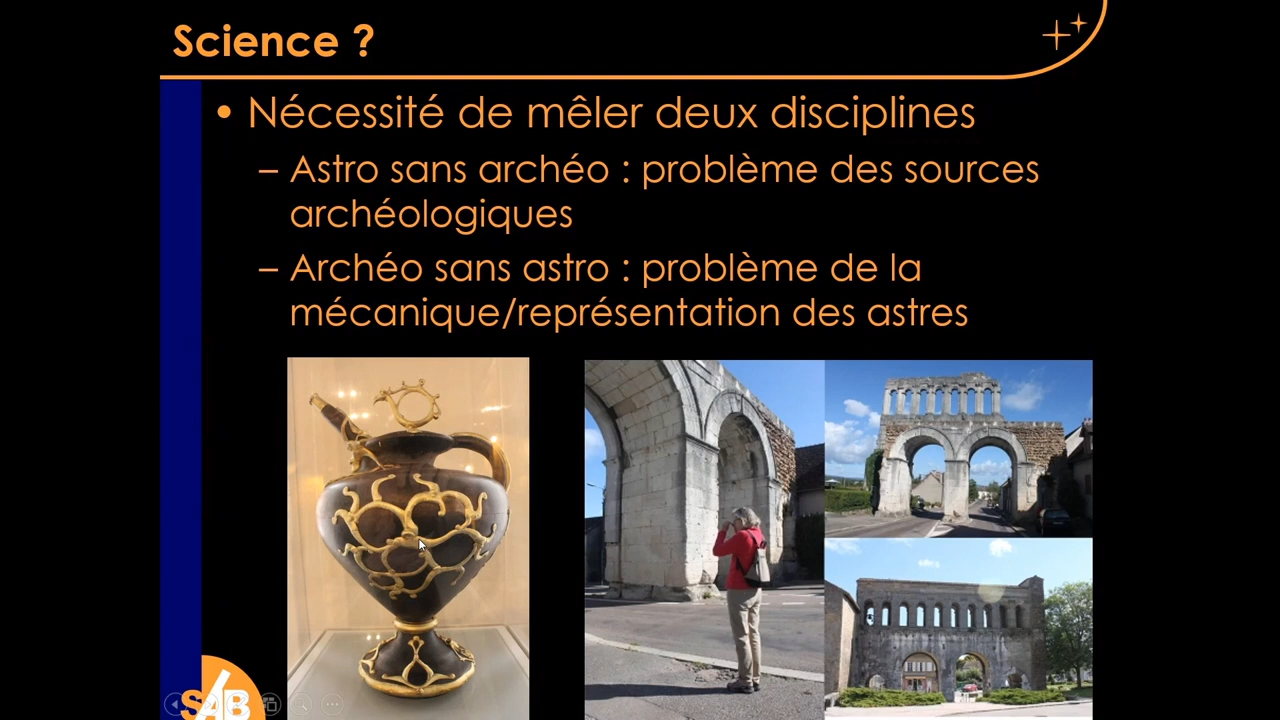 Science ?
• Nécessité de mêler deux disciplines
– Astro sans archéo : problème des sources
archéologiques
– Archéo sans astro : problème de la
mécanique/représentation des astres
SAB